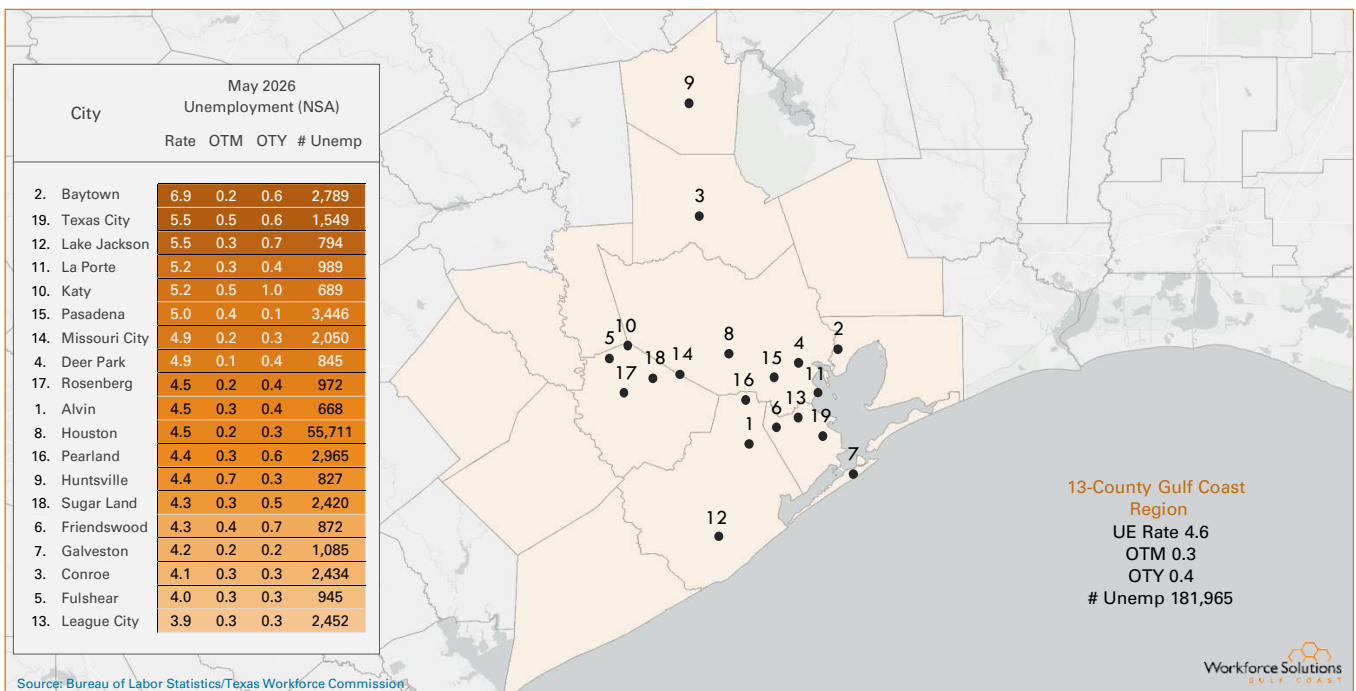 May 2026
Unemployment (NSA)
City
Rate OTM OTY # Unemp
2. Baytown 6.9 0.2 0.6 2,789
19. Texas City 5.5 0.5 0.6 1,549
12. Lake Jackson 5.5 0.3 0.7 794
11. La Porte 5.2 0.3 0.4 989
10. Katy 5.2 0.5 1.0 689
15. Pasadena 5.0 0.4 0.1 3,446
14. Missouri City 4.9 0.2 0.3 2,050
4. Deer Park 4.9 0.1 0.4 845
17. Rosenberg 4.5 0.2 0.4 972
1. Alvin 4.5 0.3 0.4 668
8. Houston 4.5 0.2 0.3 55,711
16. Pearland 4.4 0.3 0.6 2,965
9. Huntsville 4.4 0.7 0.3 827
18. Sugar Land 4.3 0.3 0.5 2,420
6. Friendswood 4.3 0.4 0.7 872
7. Galveston 4.2 0.2 0.2 1,085
3. Conroe 4.1 0.3 0.3 2,434
5. Fulshear 4.0 0.3 0.3 945
13. League City 3.9 0.3 0.3 2,452
Source: Bureau of Labor Statistics/Texas Workforce Commission
9
3
10
5
8
2
4
18
14
15
17
11
16
13
6
19
1
7
12
13-County Gulf Coast
Region
UE Rate 4.6
OTM 0.3
OTY 0.4
# Unemp 181,965
Workforce Solutions
GULF COAST